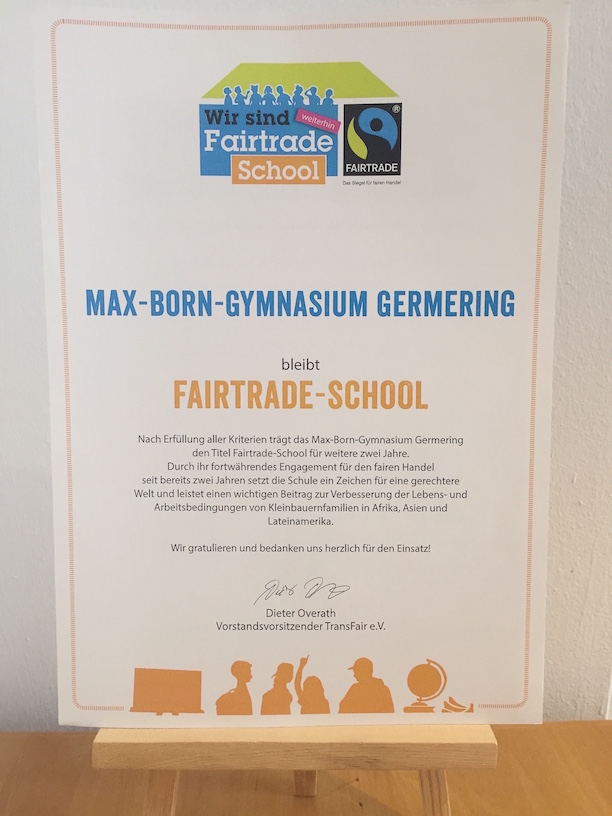 Wir sind
weiterhin
Fairtrade
School
®
FAIRTRADE
Das Siegel für fairen Handel
MAX-BORN-GYMNASIUM GERMERING
bleibt
FAIRTRADE-SCHOOL
Nach Erfüllung aller Kriterien trägt das Max-Born-Gymnasium Germering
den Titel Fairtrade-School für weitere zwei Jahre.
Durch ihr fortwährendes Engagement für den fairen Handel
seit bereits zwei Jahren setzt die Schule ein Zeichen für eine gerechtere
Welt und leistet einen wichtigen Beitrag zur Verbesserung der Lebens- und
Arbeitsbedingungen von Kleinbauernfamilien in Afrika, Asien und
Lateinamerika.
Wir gratulieren und bedanken uns herzlich für den Einsatz!
Dieter Overath
Vorstandsvorsitzender TransFair e.V.